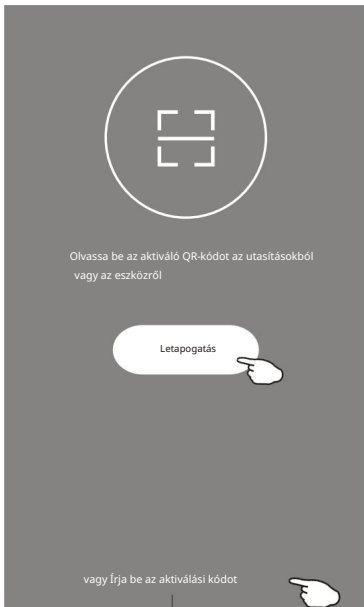 Olvassa be az aktiváló QR-kódot az utasításokból
vagy az eszközről
Letapogatás
vagy Írja be az aktiválási kódot